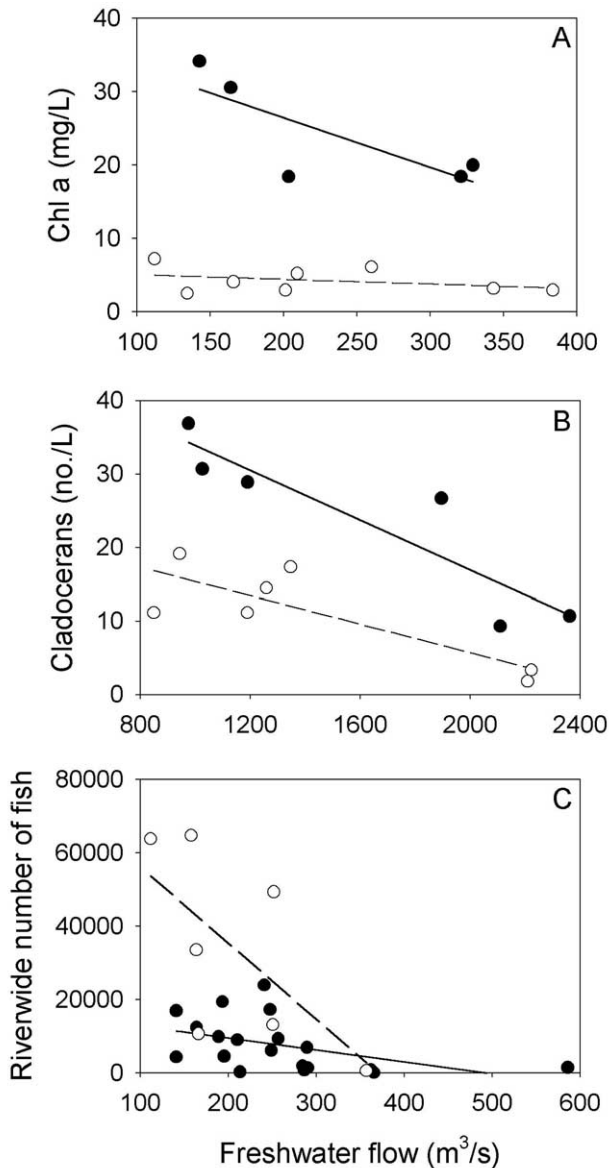 40
30
20
10
0
Chl a (mg/L)
A
100 150 200 250 300 350 400
40
30
20
10
0
Cladocerans (no./L)
B
800 1200 1600 2000 2400
80000
60000
40000
20000
0
Riverwide number of fish
C
100 200 300 400 500 600
Freshwater flow (m³/s)